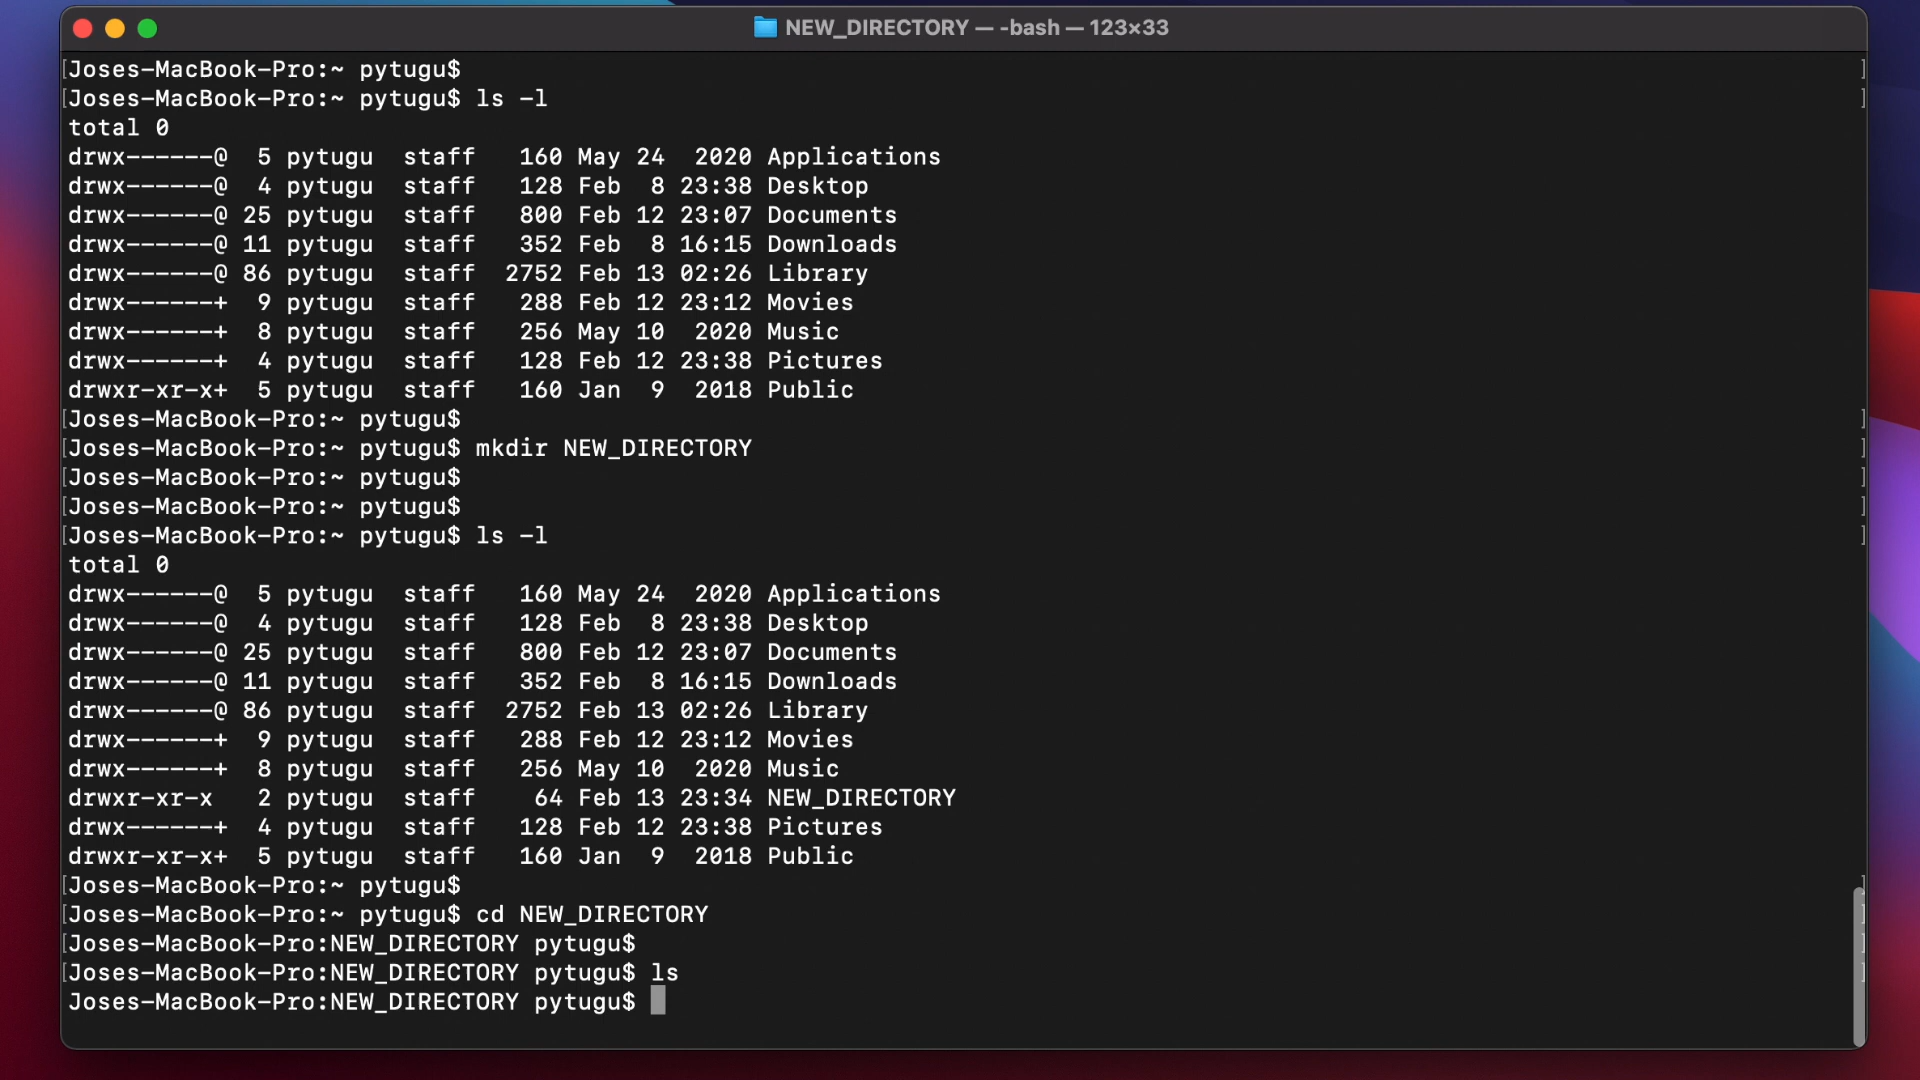 NEW_DIRECTORY — -bash — 123×33
[Joses-MacBook-Pro:~ pytugu$ ]
[Joses-MacBook-Pro:~ pytugu$ ls -l ]
total 0
drwx------@  5 pytugu  staff   160 May 24  2020 Applications
drwx------@  4 pytugu  staff   128 Feb  8 23:38 Desktop
drwx------@ 25 pytugu  staff   800 Feb 12 23:07 Documents
drwx------@ 11 pytugu  staff   352 Feb  8 16:15 Downloads
drwx------@ 86 pytugu  staff  2752 Feb 13 02:26 Library
drwx------+  9 pytugu  staff   288 Feb 12 23:12 Movies
drwx------+  8 pytugu  staff   256 May 10  2020 Music
drwx------+  4 pytugu  staff   128 Feb 12 23:38 Pictures
drwxr-xr-x+  5 pytugu  staff   160 Jan  9  2018 Public
[Joses-MacBook-Pro:~ pytugu$ ]
[Joses-MacBook-Pro:~ pytugu$ mkdir NEW_DIRECTORY ]
[Joses-MacBook-Pro:~ pytugu$ ]
[Joses-MacBook-Pro:~ pytugu$ ]
[Joses-MacBook-Pro:~ pytugu$ ls -l ]
total 0
drwx------@  5 pytugu  staff   160 May 24  2020 Applications
drwx------@  4 pytugu  staff   128 Feb  8 23:38 Desktop
drwx------@ 25 pytugu  staff   800 Feb 12 23:07 Documents
drwx------@ 11 pytugu  staff   352 Feb  8 16:15 Downloads
drwx------@ 86 pytugu  staff  2752 Feb 13 02:26 Library
drwx------+  9 pytugu  staff   288 Feb 12 23:12 Movies
drwx------+  8 pytugu  staff   256 May 10  2020 Music
drwxr-xr-x   2 pytugu  staff    64 Feb 13 23:34 NEW_DIRECTORY
drwx------+  4 pytugu  staff   128 Feb 12 23:38 Pictures
drwxr-xr-x+  5 pytugu  staff   160 Jan  9  2018 Public
[Joses-MacBook-Pro:~ pytugu$ ]
[Joses-MacBook-Pro:~ pytugu$ cd NEW_DIRECTORY ]
[Joses-MacBook-Pro:NEW_DIRECTORY pytugu$ ]
[Joses-MacBook-Pro:NEW_DIRECTORY pytugu$ ls ]
Joses-MacBook-Pro:NEW_DIRECTORY pytugu$